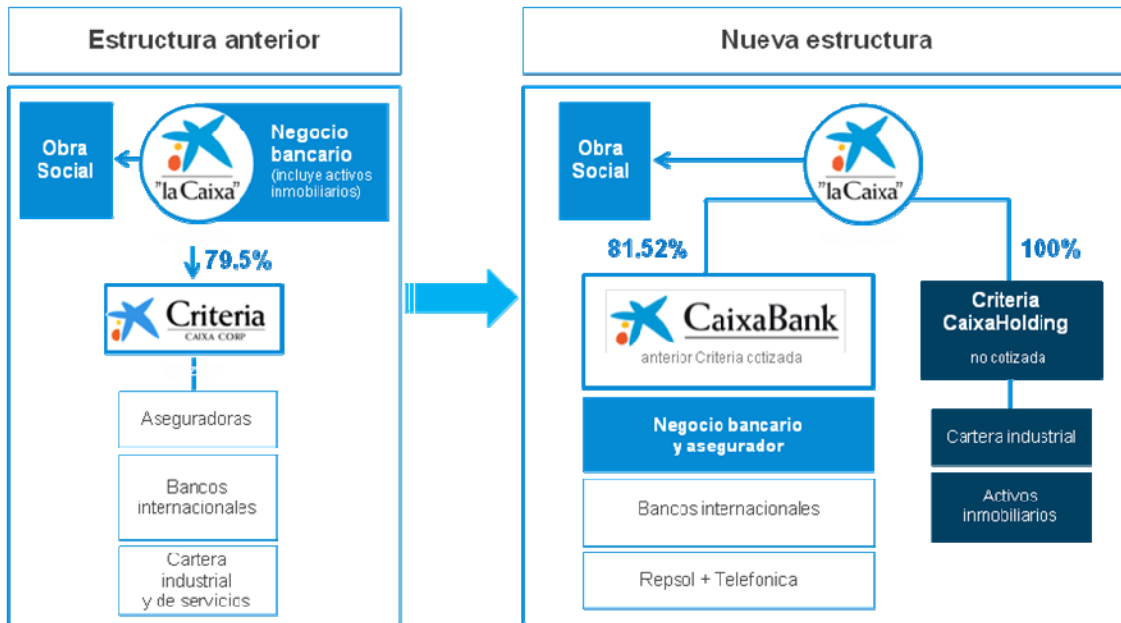 Estructura anterior
Obra
Social
"la Caixa"
Negocio
bancario
(incluye activos
inmobiliarios)
79.5%
Criteria
CAIXA CORP
Aseguradoras
Bancos
internacionales
Cartera
industrial
y de servicios
Nueva estructura
Obra
Social
"la Caixa"
81.52%
100%
CaixaBank
anterior Criteria cotizada
Negocio bancario
y asegurador
Bancos internacionales
Repsol + Telefonica
Criteria
CaixaHolding
no cotizada
Cartera industrial
Activos
inmobiliarios